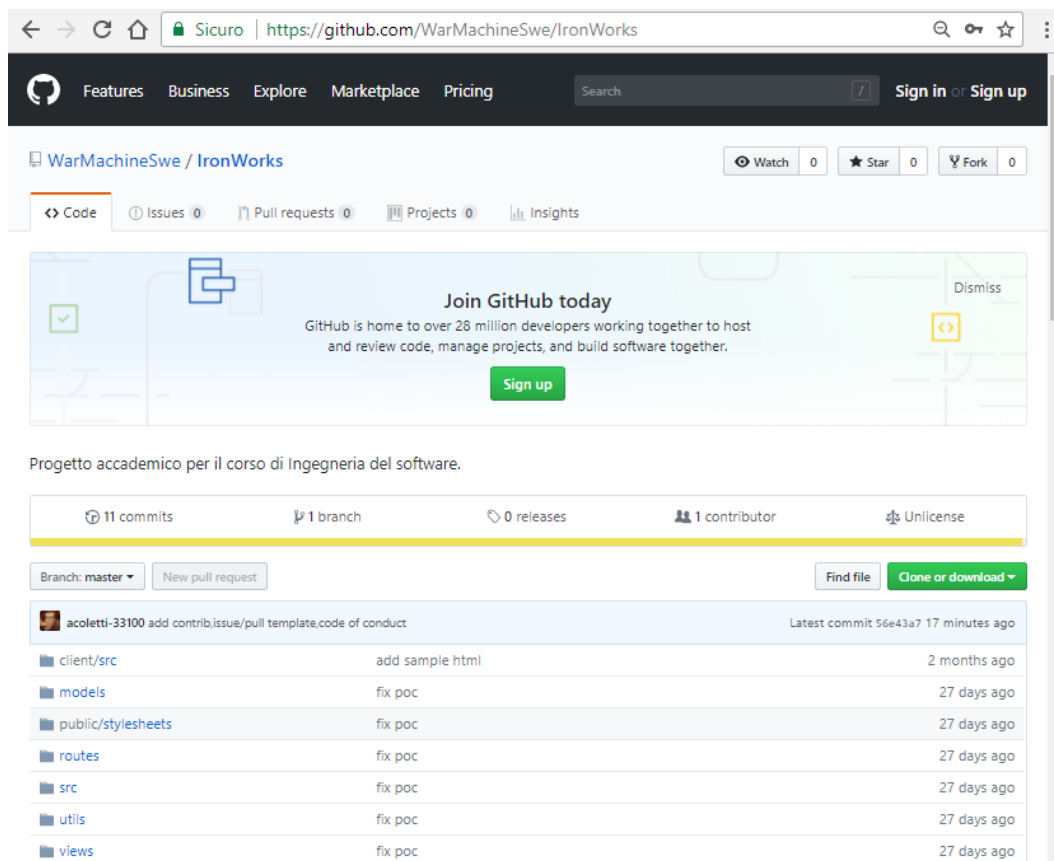 Sicuro | https://github.com/WarMachineSwe/IronWorks
Features Business Explore Marketplace Pricing Search / Sign in or Sign up
WarMachineSwe / IronWorks Watch 0 Star 0 Fork 0
<> Code Issues 0 Pull requests 0 Projects 0 Insights
Dismiss
Join GitHub today
GitHub is home to over 28 million developers working together to host
and review code, manage projects, and build software together.
Sign up
Progetto accademico per il corso di Ingegneria del software.
11 commits 1 branch 0 releases 1 contributor Unlicense
Branch: master New pull request Find file Clone or download
acoletti-33100 add contrib,issue/pull template,code of conduct Latest commit 56e43a7 17 minutes ago
client/src add sample html 2 months ago
models fix poc 27 days ago
public/stylesheets fix poc 27 days ago
routes fix poc 27 days ago
src fix poc 27 days ago
utils fix poc 27 days ago
views fix poc 27 days ago